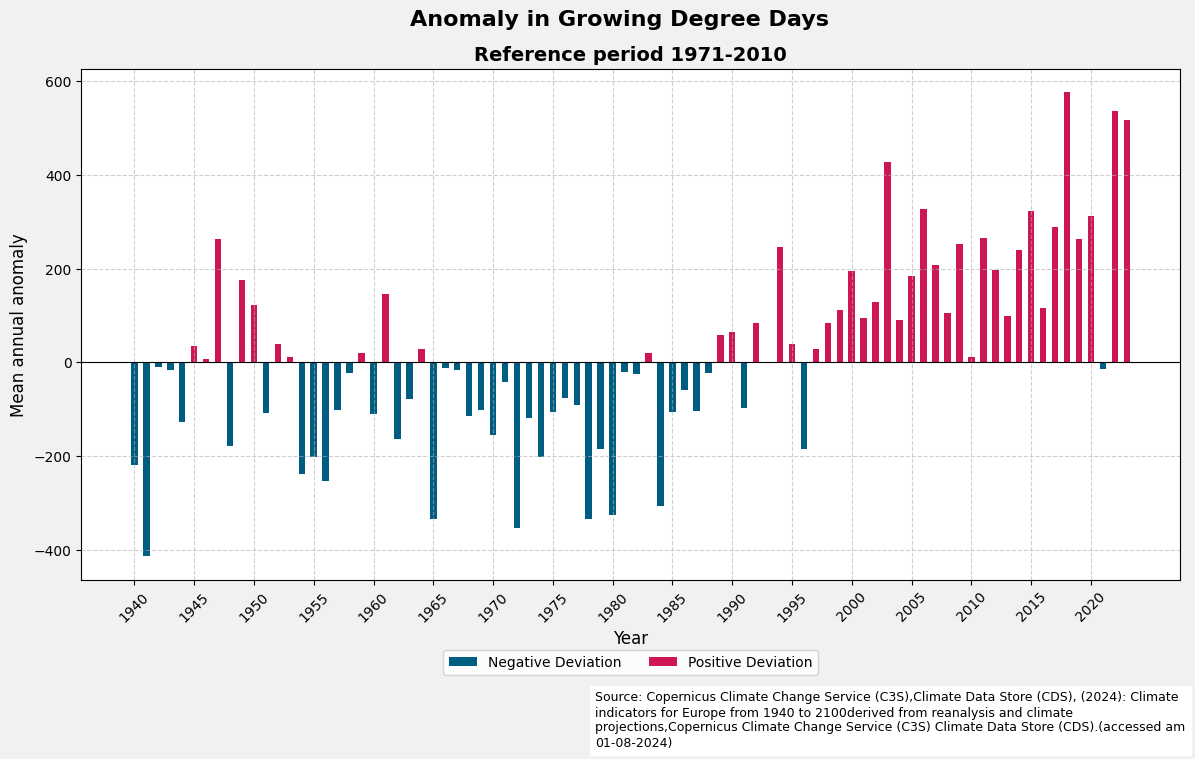 Anomaly in Growing Degree Days
Reference period 1971-2010
600
400
200
0
−200
−400
Mean annual anomaly
1940
1945
1950
1955
1960
1965
1970
1975
1980
1985
1990
1995
2000
2005
2010
2015
2020
Year
Negative Deviation
Positive Deviation
Source: Copernicus Climate Change Service (C3S),Climate Data Store (CDS), (2024): Climate
indicators for Europe from 1940 to 2100derived from reanalysis and climate
projections,Copernicus Climate Change Service (C3S) Climate Data Store (CDS).(accessed am
01-08-2024)